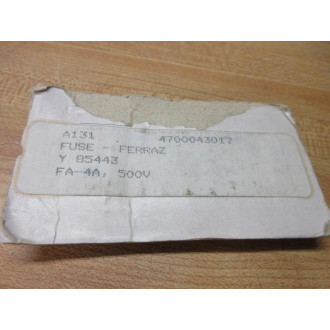 A131 4700043017
FUSE - FERRAZ
Y 85443
FA-4A, 500V